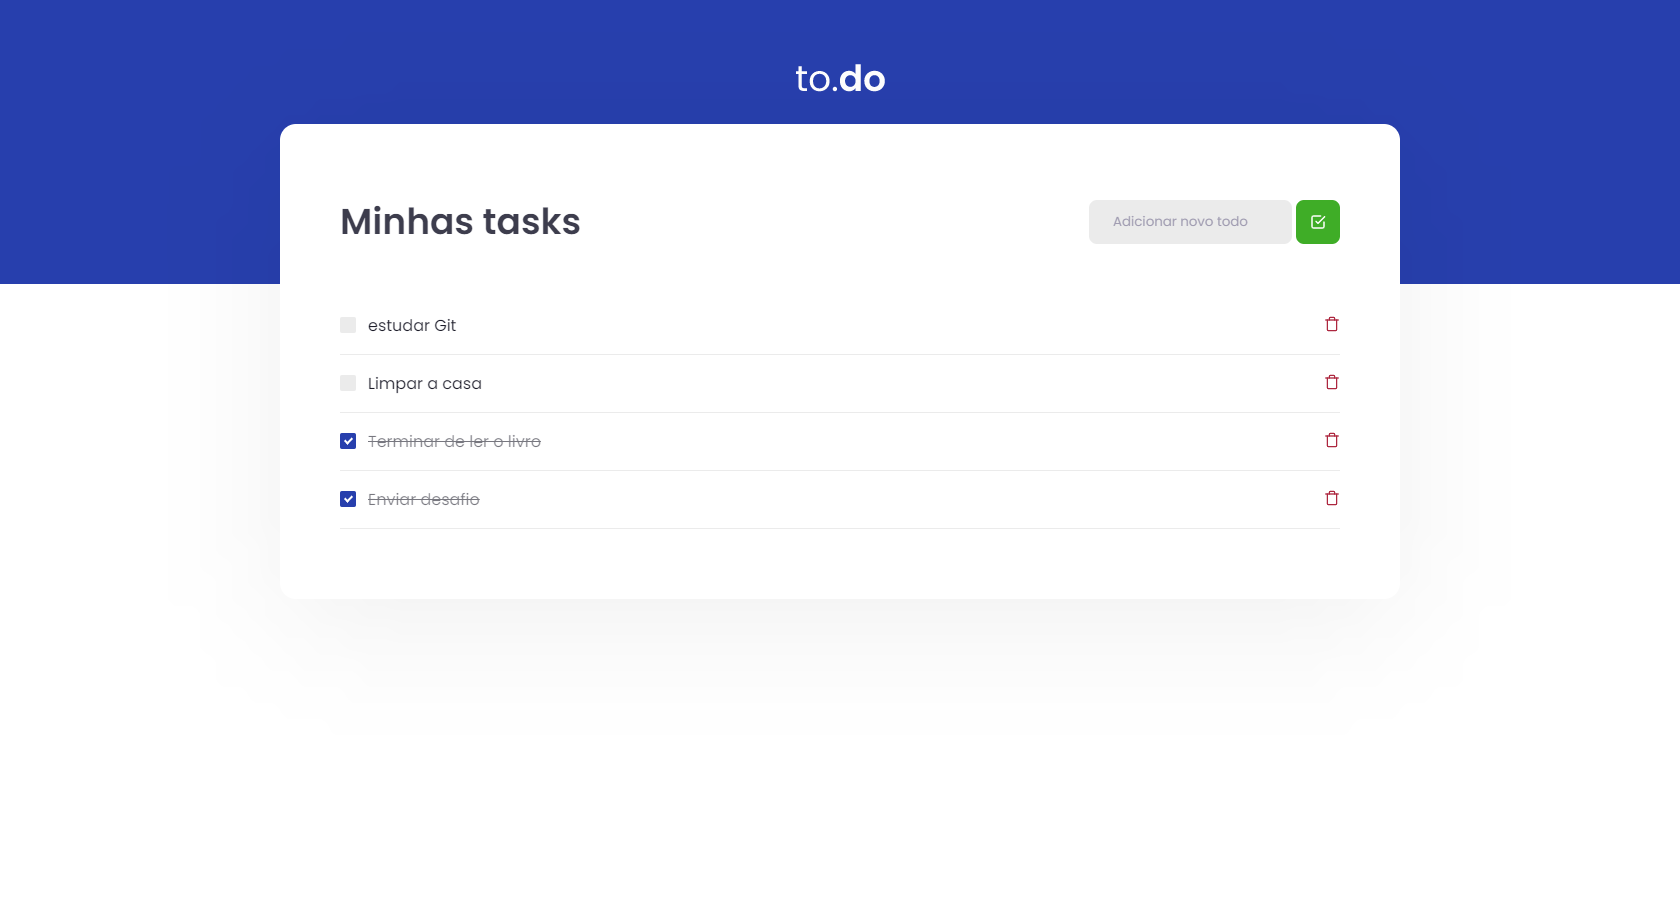 to.do
Minhas tasks
Adicionar novo todo
estudar Git
Limpar a casa
Terminar de ler o livro
Enviar desafio